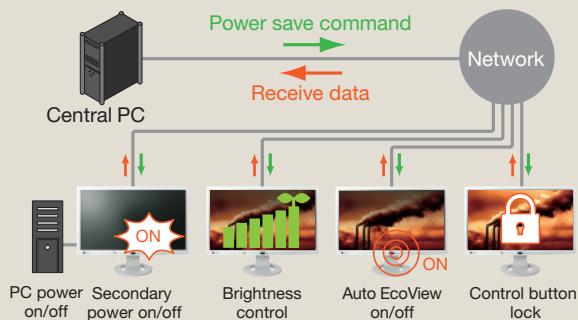 Power save command
Network
Receive data
Central PC
ON
ON
PC power
on/off
Secondary
power on/off
Brightness
control
Auto EcoView
on/off
Control button
lock